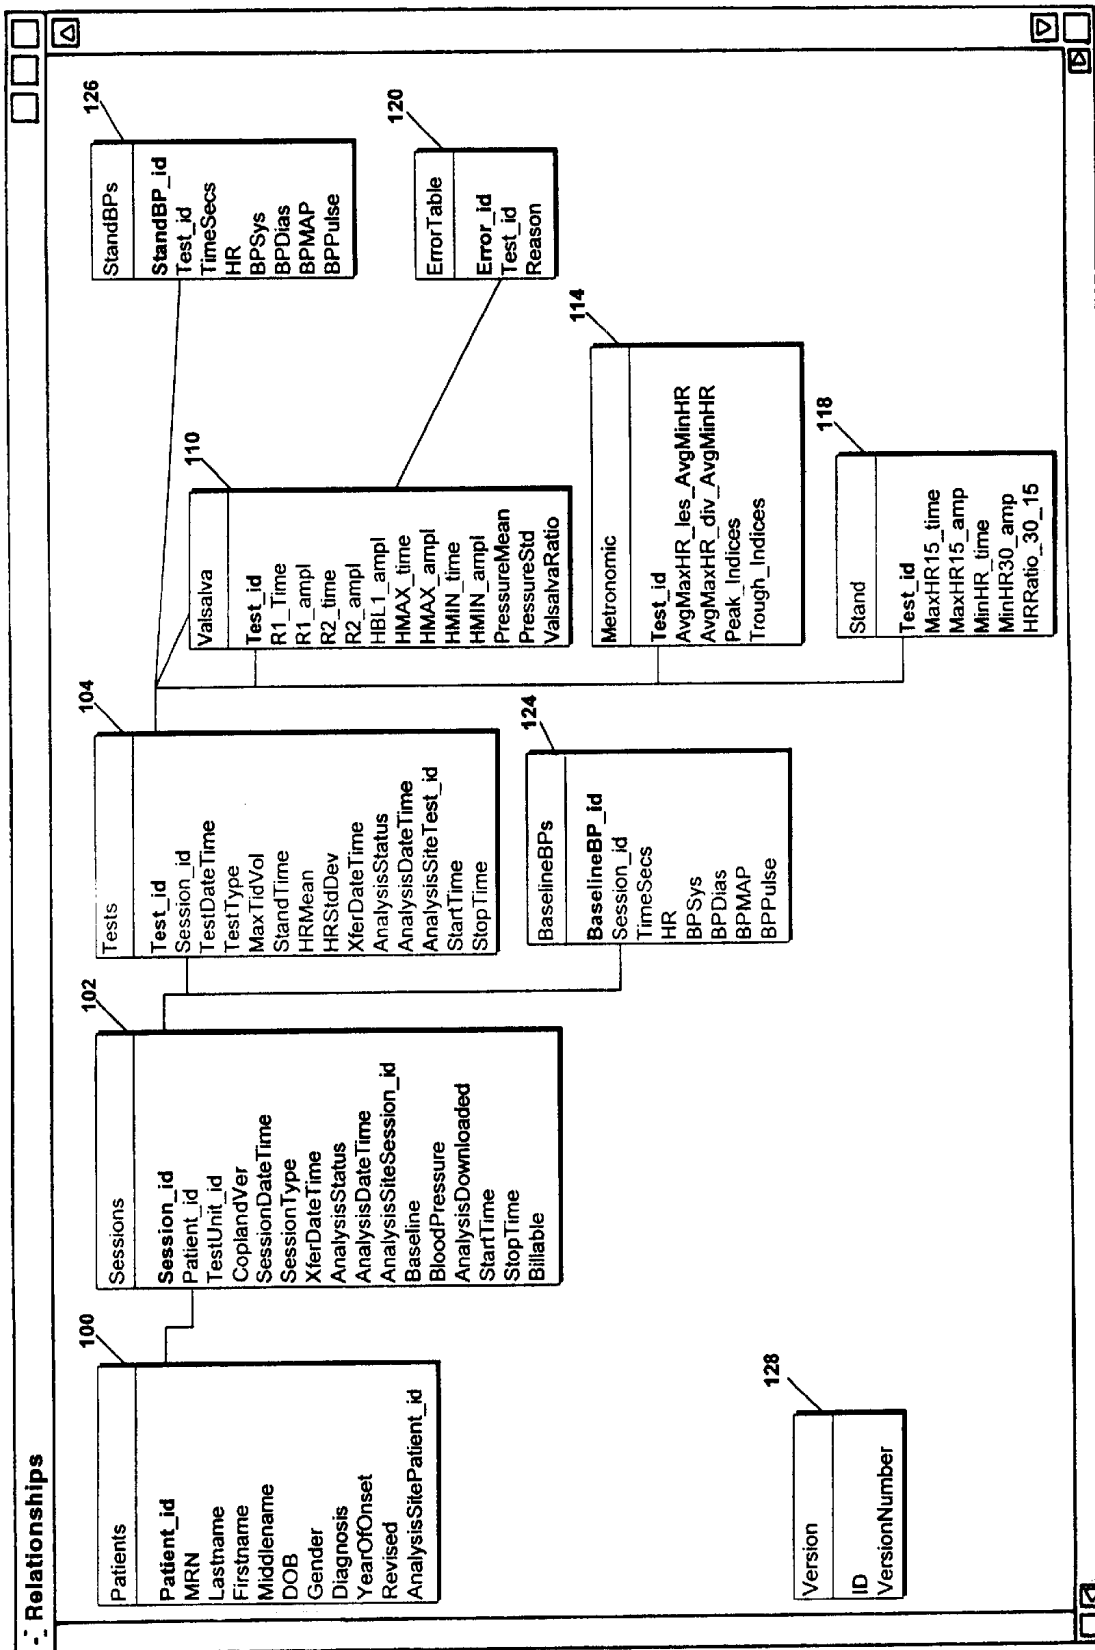 Relationships
100
Patients
Patient_id
MRN
Lastname
Firstname
Middlename
DOB
Gender
Diagnosis
YearOfOnset
Revised
AnalysisSitePatient_id
102
Sessions
Session_id
Patient_id
TestUnit_id
CoplandVer
SessionDateTime
SessionType
XferDateTime
AnalysisStatus
AnalysisDateTime
AnalysisSiteSession_id
Baseline
BloodPressure
AnalysisDownloaded
StartTime
StopTime
Billable
104
Tests
Test_id
Session_id
TestDateTime
TestType
MaxTidVol
StandTime
HRMean
HRStdDev
XferDateTime
AnalysisStatus
AnalysisDateTime
AnalysisSiteTest_id
StartTime
StopTime
124
BaselineBPs
BaselineBP_id
Session_id
TimeSecs
HR
BPSys
BPDias
BPMAP
BPPulse
126
StandBPs
StandBP_id
Test_id
TimeSecs
HR
BPSys
BPDias
BPMAP
BPPulse
110
Valsalva
Test_id
R1_Time
R1_ampl
R2_time
R2_ampl
HBL1_ampl
HMAX_time
HMAX_ampl
HMIN_time
HMIN_ampl
PressureMean
PressureStd
ValsalvaRatio
120
ErrorTable
Error_id
Test_id
Reason
114
Metronomic
Test_id
AvgMaxHR_les_AvgMinHR
AvgMaxHR_div_AvgMinHR
Peak_Indices
Trough_Indices
118
Stand
Test_id
MaxHR15_time
MaxHR15_amp
MinHR_time
MinHR30_amp
HRRatio_30_15
128
Version
ID
VersionNumber